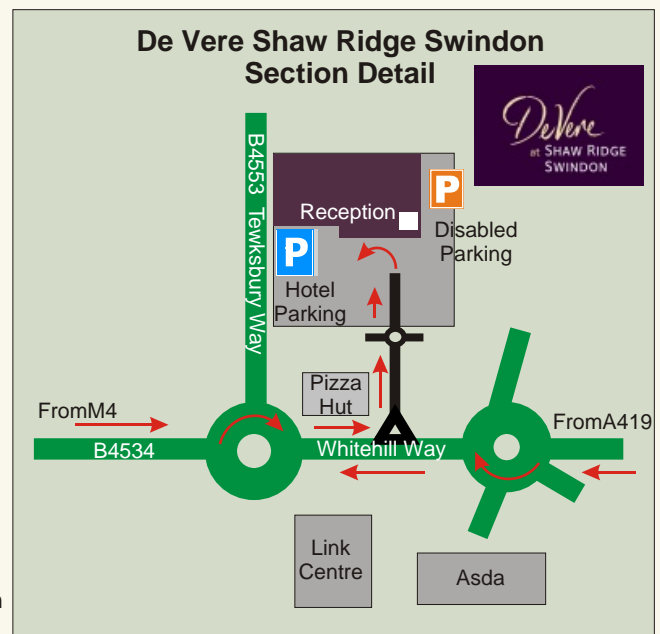 De Vere Shaw Ridge Swindon
Section Detail
DeVere
at SHAW RIDGE
SWINDON
B4553 Tewksbury Way
Reception
P
P
Disabled
Parking
Hotel
Parking
Pizza
Hut
FromM4
FromA419
B4534
Whitehill Way
Link
Centre
Asda